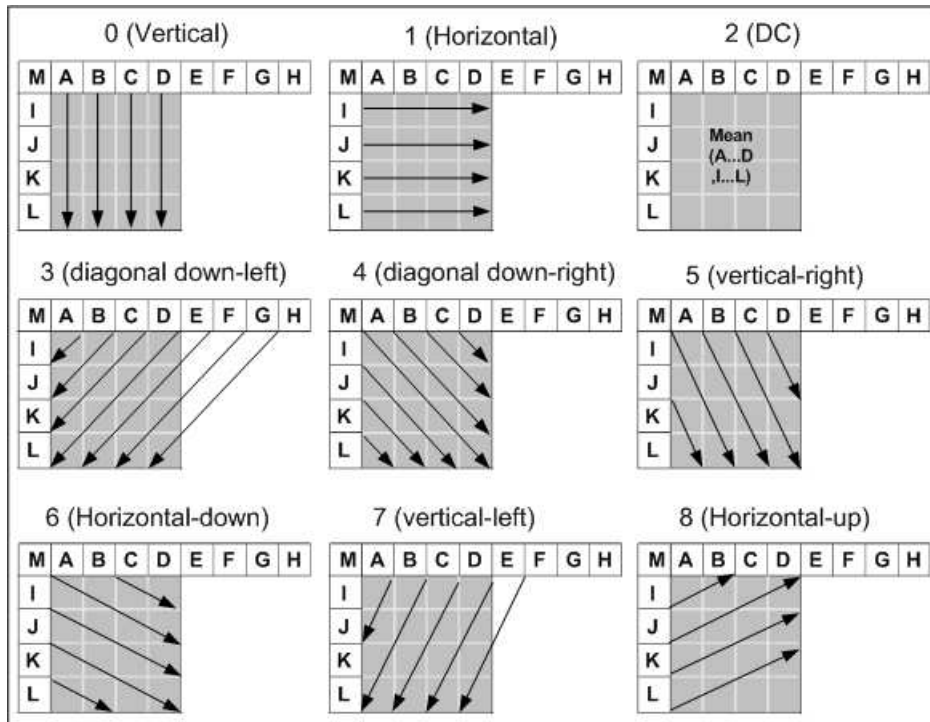 0 (Vertical)
M A B C D E F G H
I
J
K
L
1 (Horizontal)
M A B C D E F G H
I
J
K
L
2 (DC)
M A B C D E F G H
I
J
K
L
Mean
(A...D
,I...L)
3 (diagonal down-left)
M A B C D E F G H
I
J
K
L
4 (diagonal down-right)
M A B C D E F G H
I
J
K
L
5 (vertical-right)
M A B C D E F G H
I
J
K
L
6 (Horizontal-down)
M A B C D E F G H
I
J
K
L
7 (vertical-left)
M A B C D E F G H
I
J
K
L
8 (Horizontal-up)
M A B C D E F G H
I
J
K
L